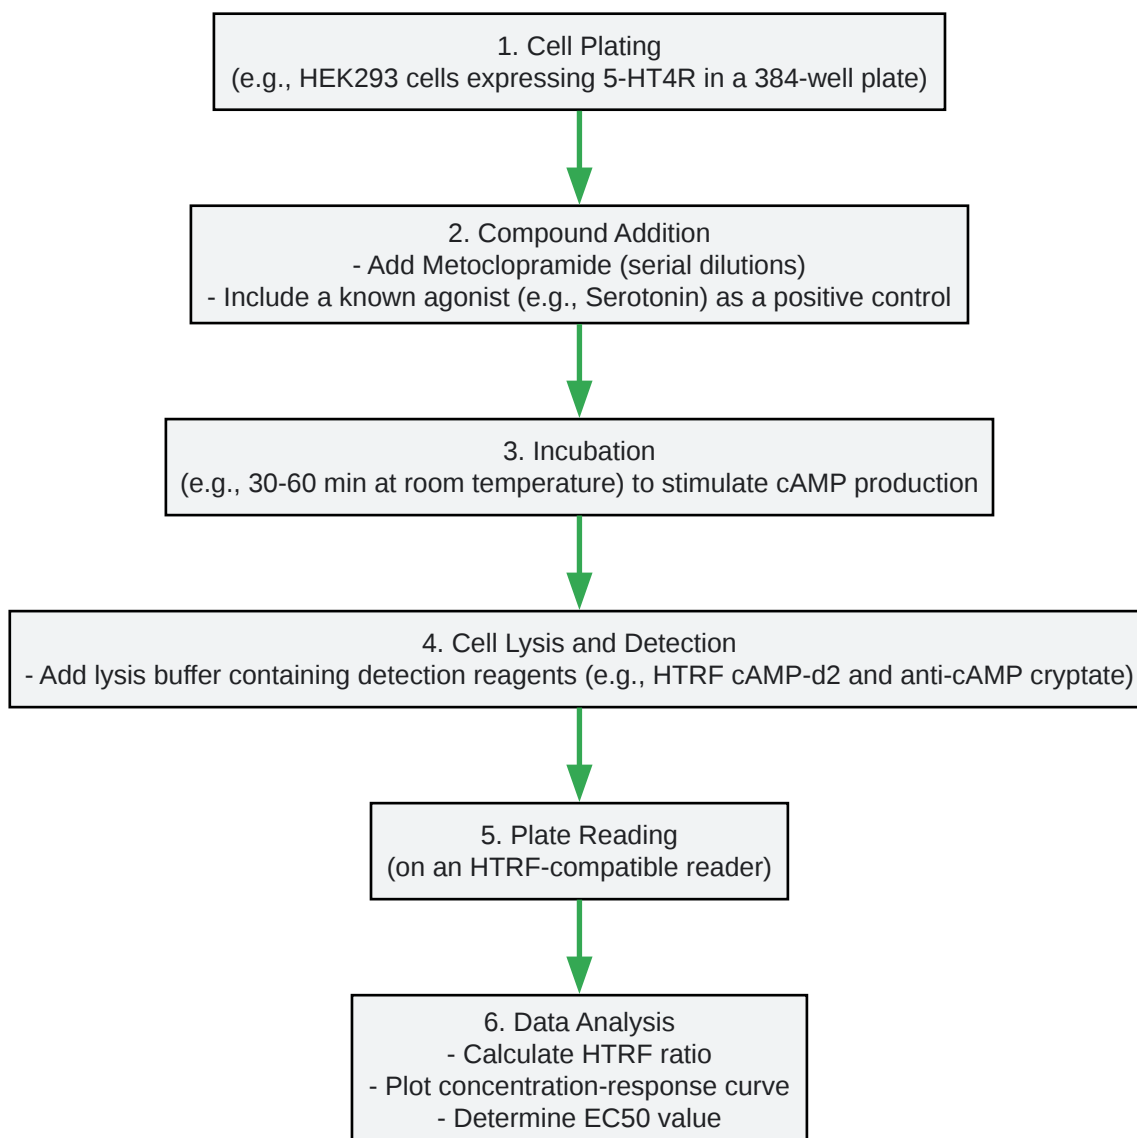 1. Cell Plating
(e.g., HEK293 cells expressing 5-HT4R in a 384-well plate)
2. Compound Addition
- Add Metoclopramide (serial dilutions)
- Include a known agonist (e.g., Serotonin) as a positive control
3. Incubation
(e.g., 30-60 min at room temperature) to stimulate cAMP production
4. Cell Lysis and Detection
- Add lysis buffer containing detection reagents (e.g., HTRF cAMP-d2 and anti-cAMP cryptate)
5. Plate Reading
(on an HTRF-compatible reader)
6. Data Analysis
- Calculate HTRF ratio
- Plot concentration-response curve
- Determine EC50 value